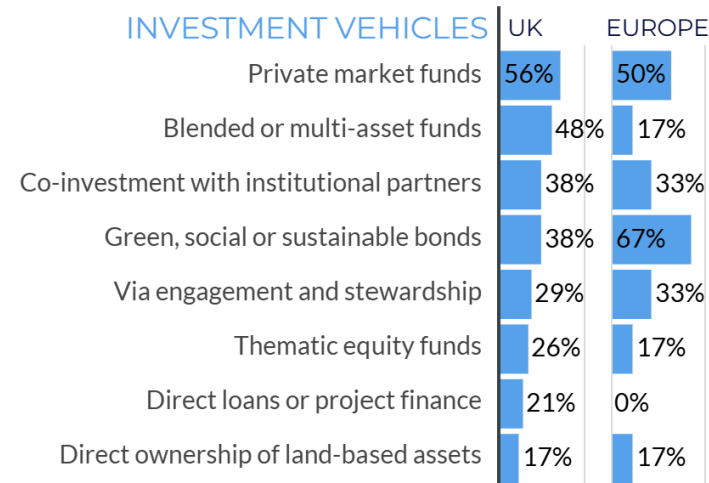 INVESTMENT VEHICLES UK EUROPE
Private market funds 56% 50%
Blended or multi-asset funds 48% 17%
Co-investment with institutional partners 38% 33%
Green, social or sustainable bonds 38% 67%
Via engagement and stewardship 29% 33%
Thematic equity funds 26% 17%
Direct loans or project finance 21% 0%
Direct ownership of land-based assets 17% 17%